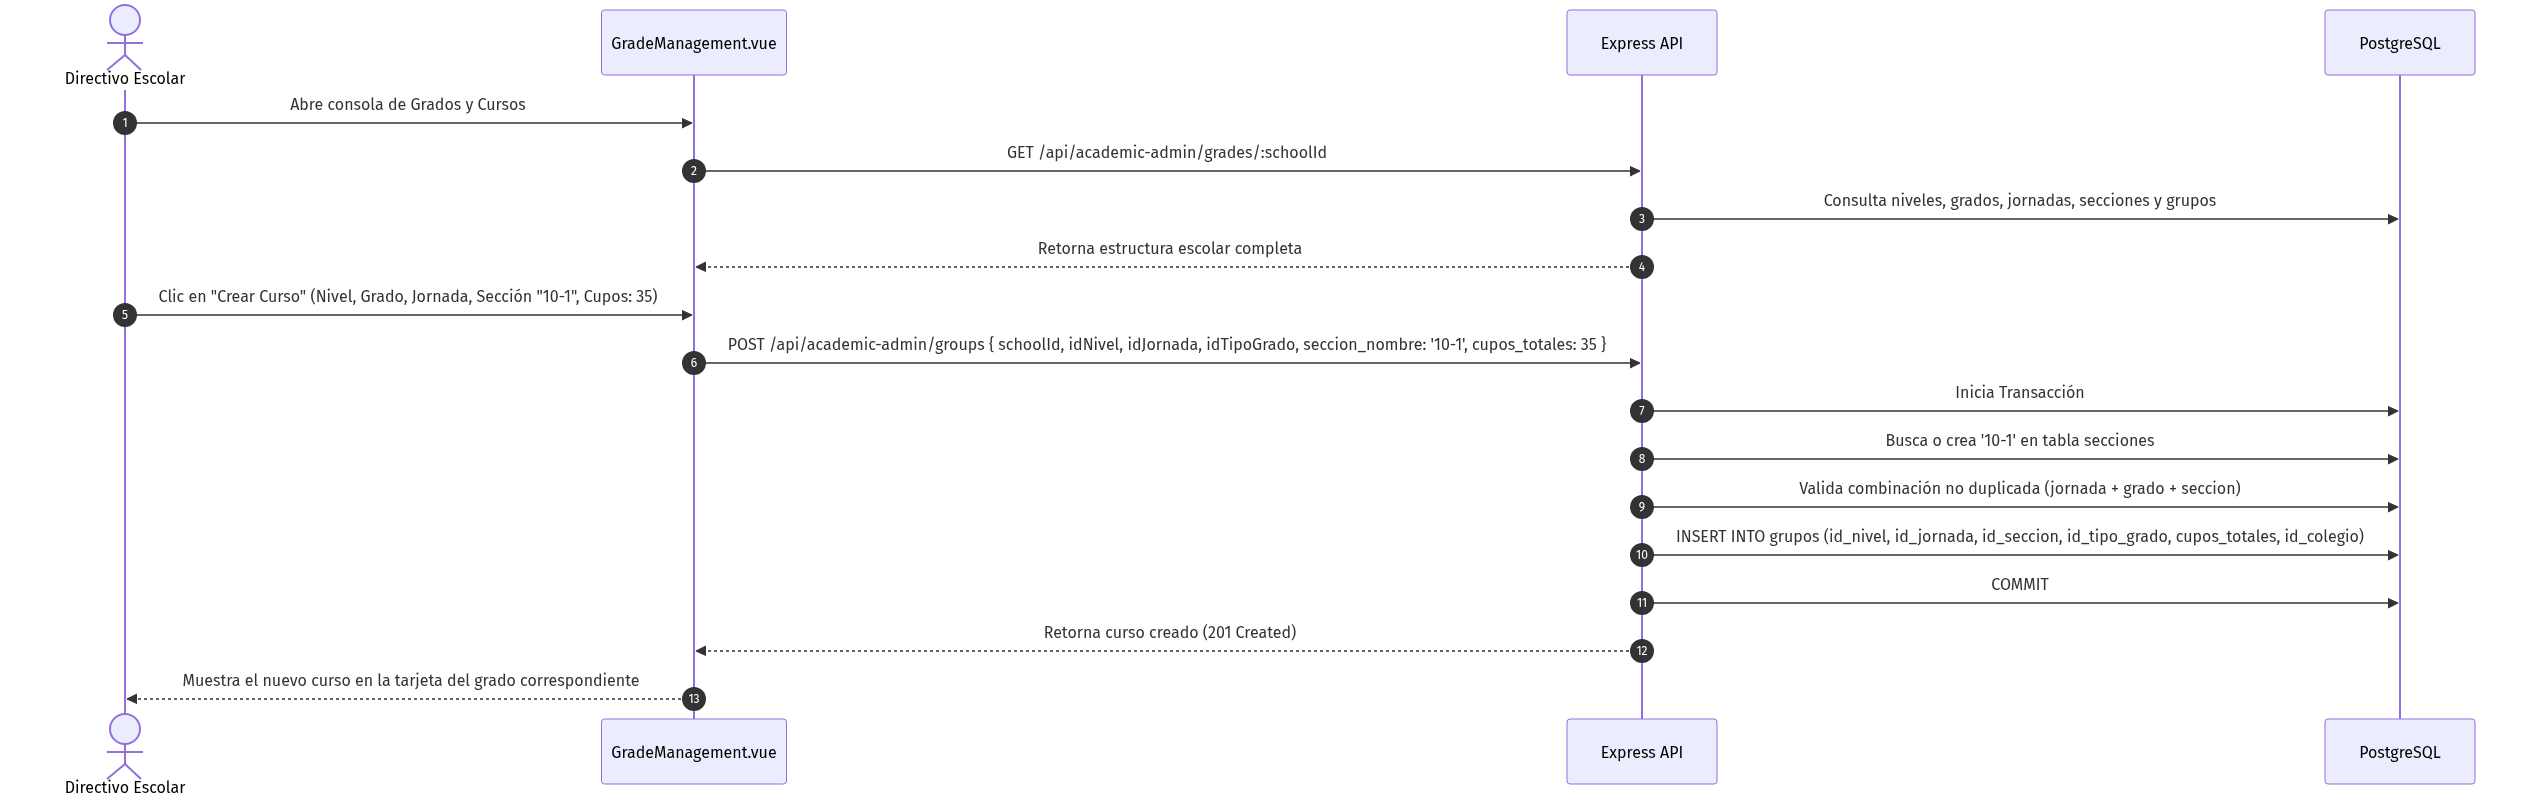 Directivo Escolar
GradeManagement.vue
Express API
PostgreSQL
1
Abre consola de Grados y Cursos
2
GET /api/academic-admin/grades/:schoolId
3
Consulta niveles, grados, jornadas, secciones y grupos
4
Retorna estructura escolar completa
5
Clic en "Crear Curso" (Nivel, Grado, Jornada, Sección "10-1", Cupos: 35)
6
POST /api/academic-admin/groups { schoolId, idNivel, idJornada, idTipoGrado, seccion_nombre: '10-1', cupos_totales: 35 }
7
Inicia Transacción
8
Busca o crea '10-1' en tabla secciones
9
Valida combinación no duplicada (jornada + grado + seccion)
10
INSERT INTO grupos (id_nivel, id_jornada, id_seccion, id_tipo_grado, cupos_totales, id_colegio)
11
COMMIT
12
Retorna curso creado (201 Created)
13
Muestra el nuevo curso en la tarjeta del grado correspondiente
Directivo Escolar
GradeManagement.vue
Express API
PostgreSQL